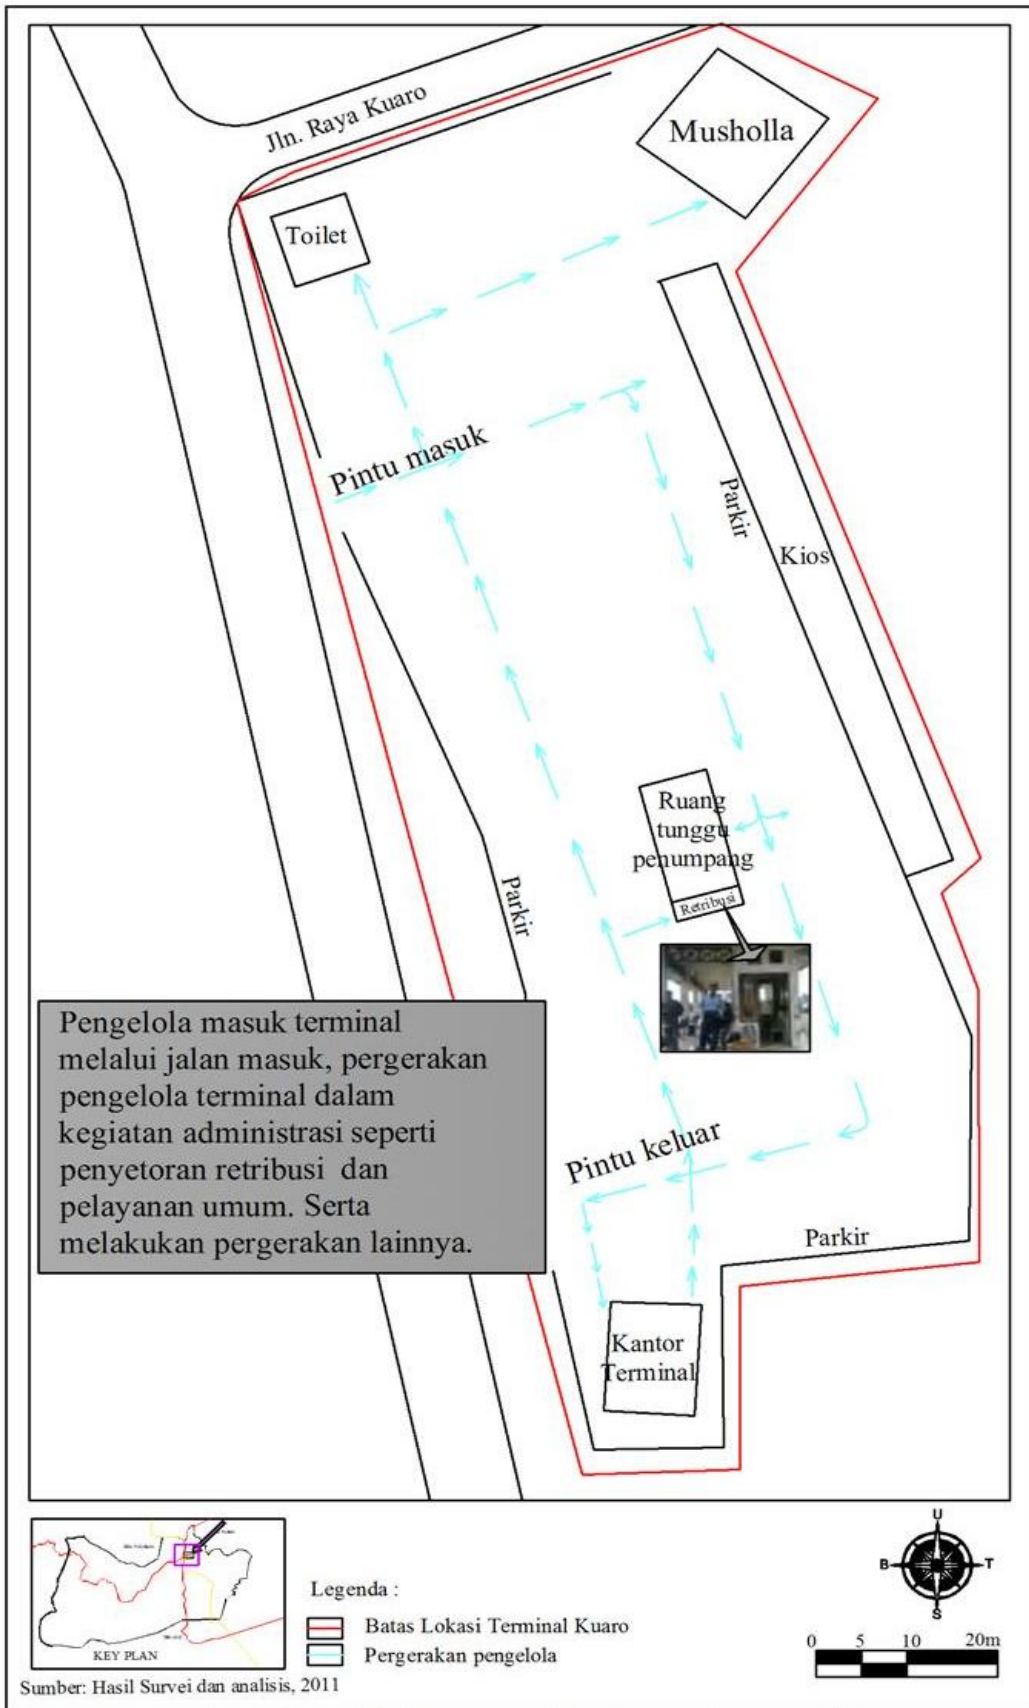 Jln. Raya Kuaro
Musholla
Toilet
Pintu masuk
Parkir
Kios
Ruang
tunggu
penumpang
Retribusi
Parkir
Pengelola masuk terminal
melalui jalan masuk, pergerakan
pengelola terminal dalam
kegiatan administrasi seperti
penyetoran retribusi dan
pelayanan umum. Serta
melakukan pergerakan lainnya.
Pintu keluar
Parkir
Kantor
Terminal
KEY PLAN
Legenda :
Batas Lokasi Terminal Kuaro
Pergerakan pengelola
U
B
T
S
0 5 10 20m
Sumber: Hasil Survei dan analisis, 2011